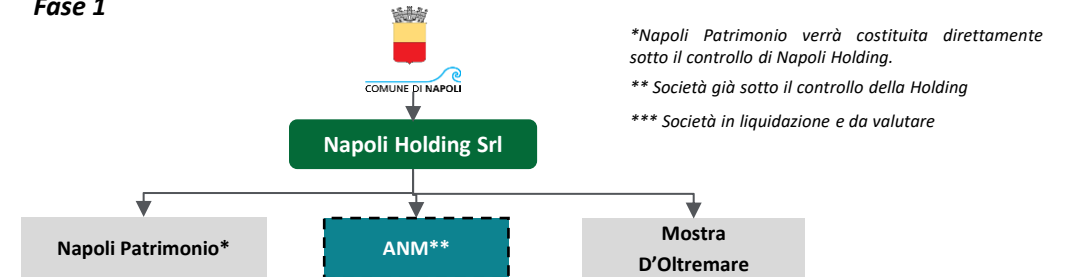 Fase 1
*Napoli Patrimonio verrà costituita direttamente
sotto il controllo di Napoli Holding.
** Società già sotto il controllo della Holding
*** Società in liquidazione e da valutare
COMUNE DI NAPOLI
Napoli Holding Srl
Napoli Patrimonio*
ANM**
Mostra
D'Oltremare